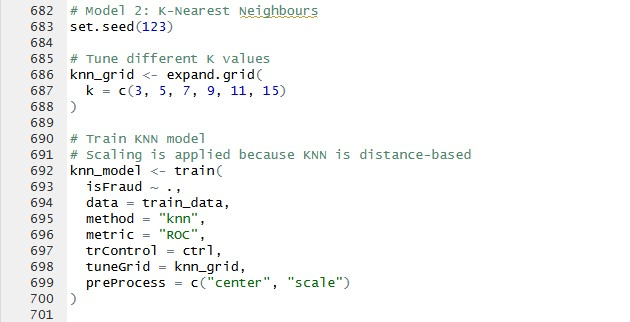 682 # Model 2: K-Nearest Neighbours
683 set.seed(123)
684
685 # Tune different K values
686 knn_grid <- expand.grid(
687   k = c(3, 5, 7, 9, 11, 15)
688 )
689
690 # Train KNN model
691 # Scaling is applied because KNN is distance-based
692 knn_model <- train(
693   isFraud ~ .,
694   data = train_data,
695   method = "knn",
696   metric = "ROC",
697   trControl = ctrl,
698   tuneGrid = knn_grid,
699   preProcess = c("center", "scale")
700 )
701